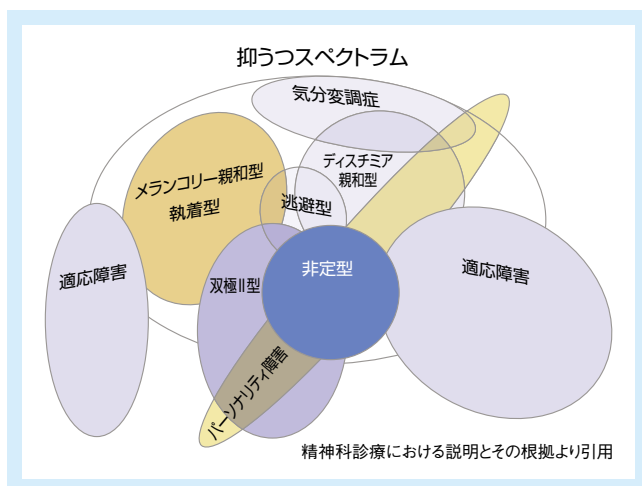 抑うつスペクトラム
気分変調症
ディスチミア
親和型
メランコリー親和型
執着型
逃避型
適応障害
双極Ⅱ型
非定型
適応障害
パーソナリティ障害
精神科診療における説明とその根拠より引用